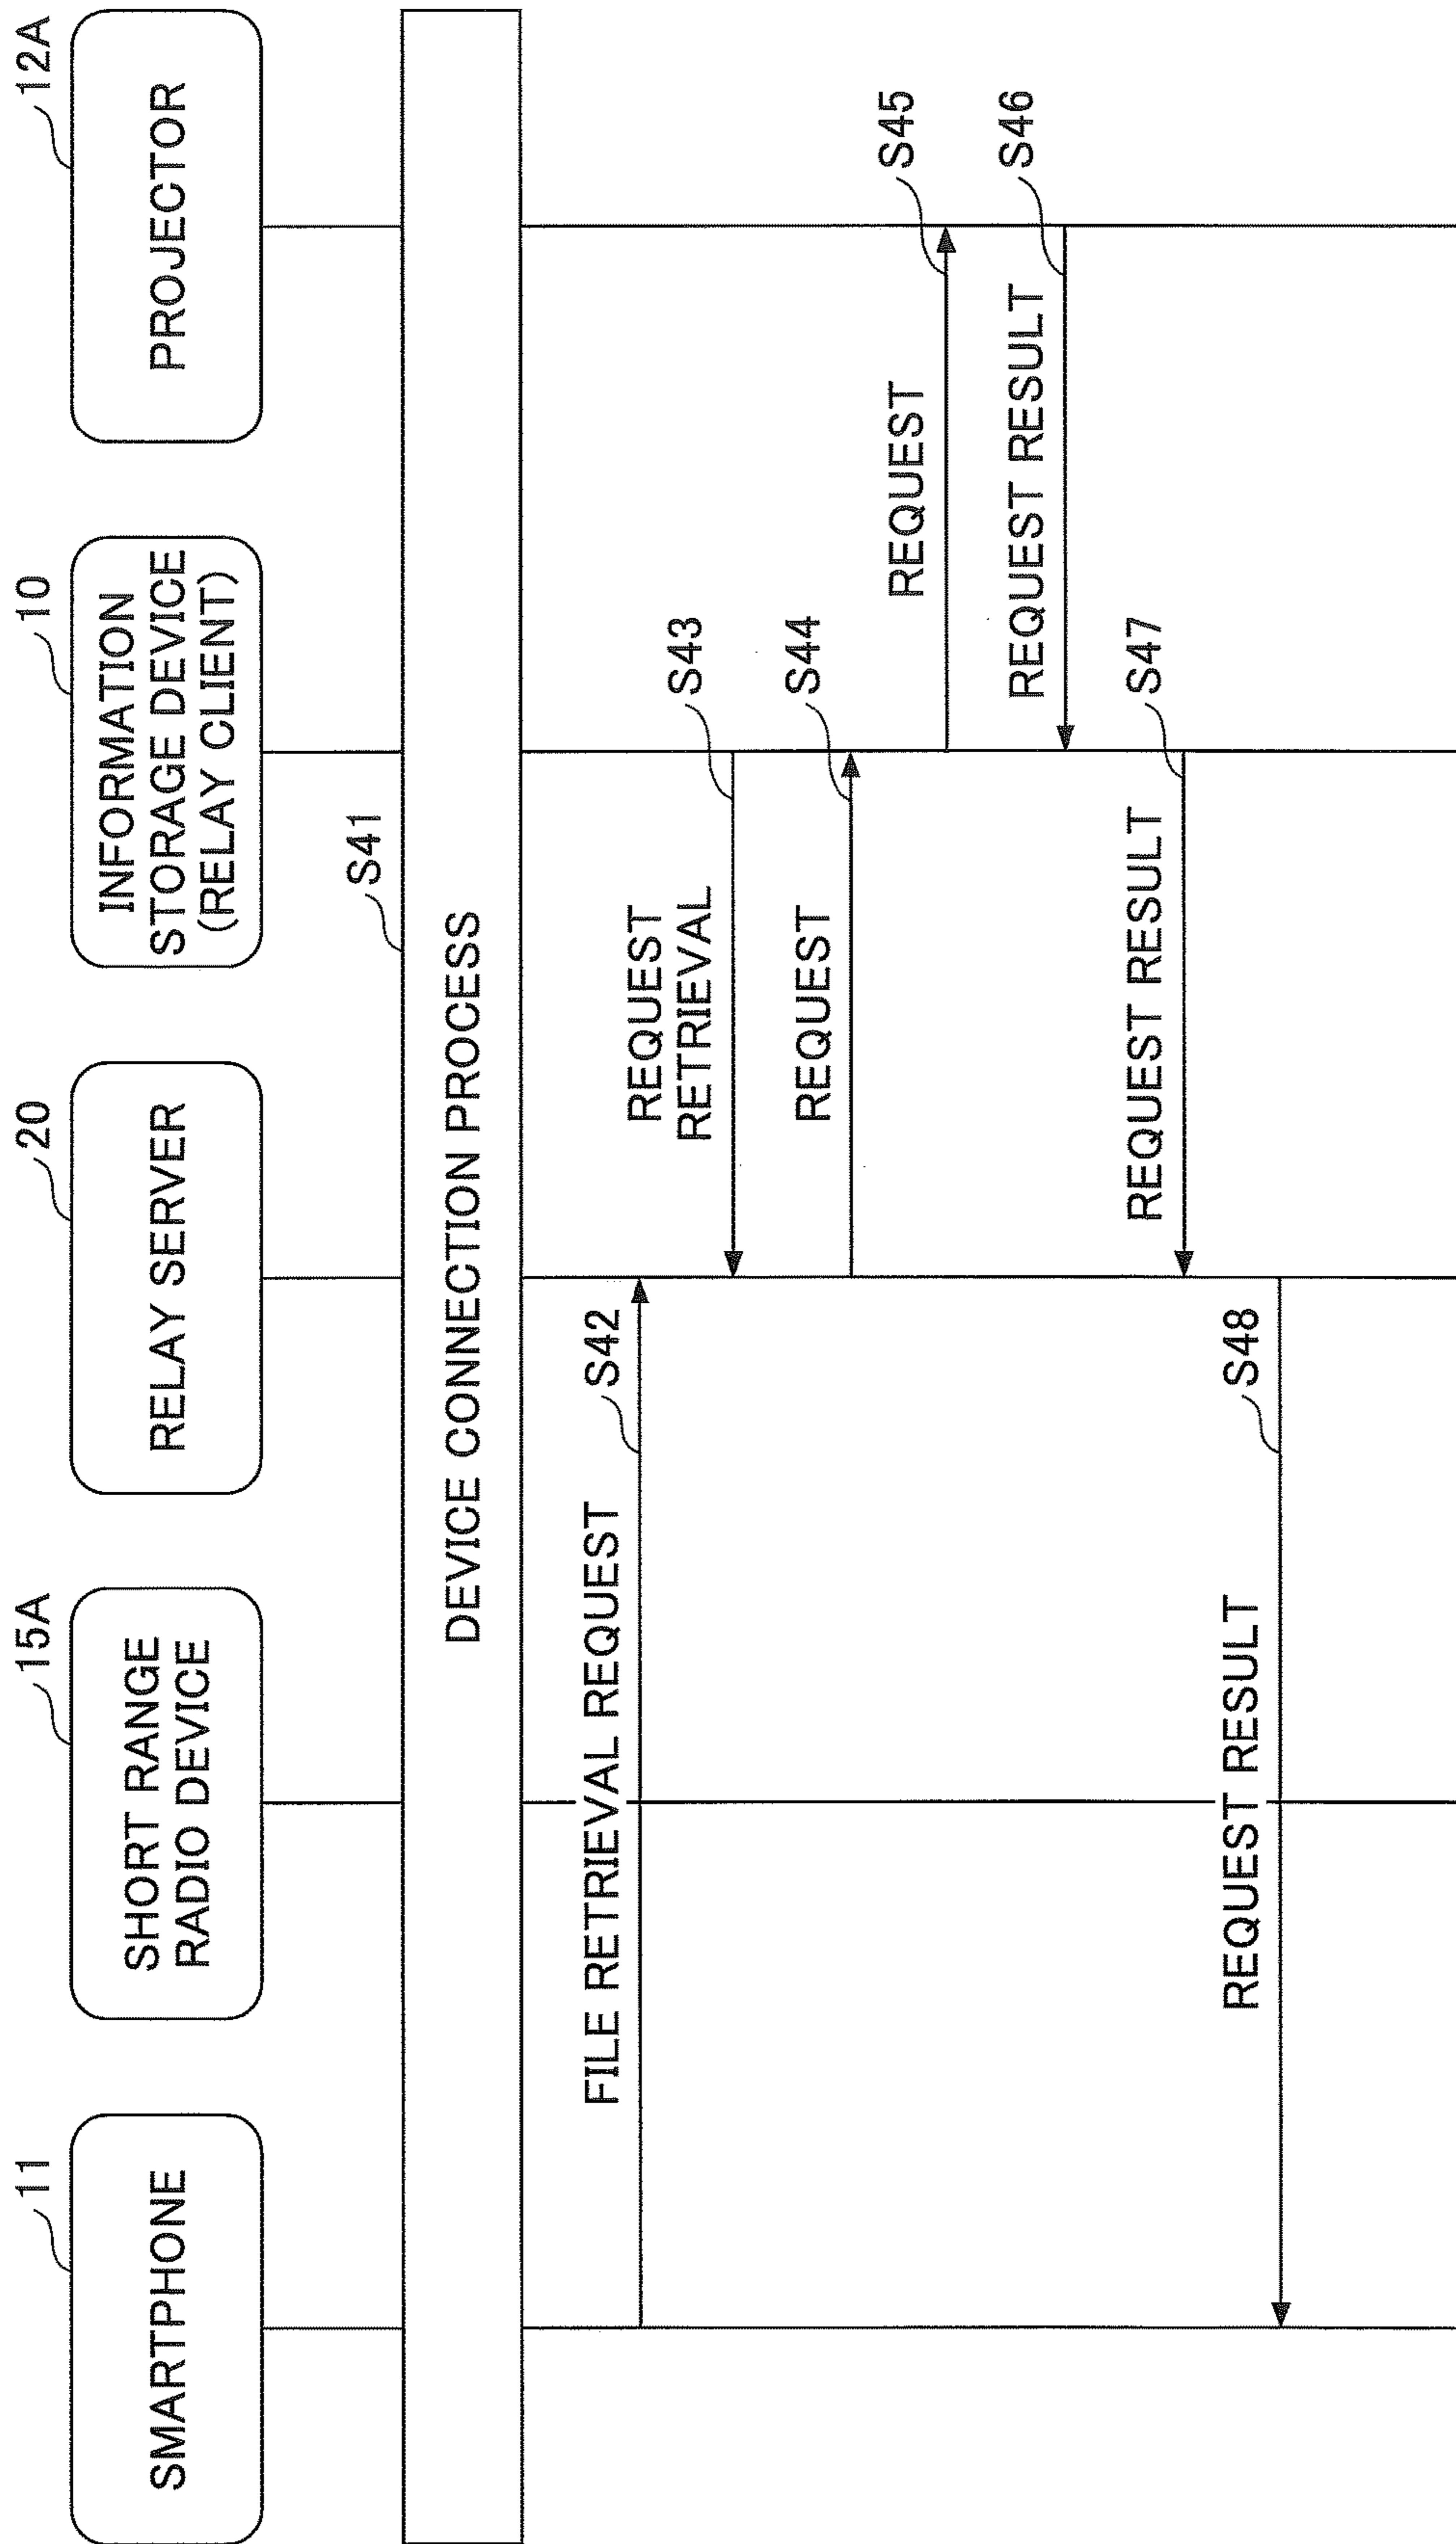 11
SMARTPHONE
15A
SHORT RANGE
RADIO DEVICE
20
RELAY SERVER
10
INFORMATION
STORAGE DEVICE
(RELAY CLIENT)
12A
PROJECTOR
S41
DEVICE CONNECTION PROCESS
FILE RETRIEVAL REQUEST
S42
REQUEST
RETRIEVAL
S43
REQUEST
S44
REQUEST
S45
REQUEST RESULT
S46
REQUEST RESULT
S47
REQUEST RESULT
S48